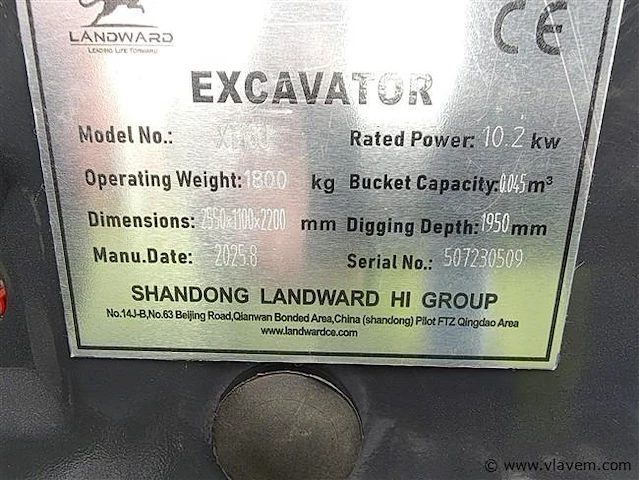 LANDWARD
LEADING LIFE FORWARD
CE
EXCAVATOR
Model No.:
Rated Power: 10.2 kw
Operating Weight: 1800 kg
Bucket Capacity: 0.045 m³
Dimensions: 2550×1100×2200 mm
Digging Depth: 1950 mm
Manu.Date: 2025.8
Serial No.: 507230509
SHANDONG LANDWARD HI GROUP
No.14J-B,No.63 Beijing Road,Qianwan Bonded Area,China (shandong) Pilot FTZ Qingdao Area
www.landwardce.com
© www.vlavem.com